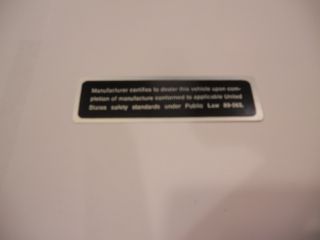 Manufacturer certifies to dealer this vehicle upon com-
pletion of manufacture conformed to applicable United
States safety standards under Public Law 89-563.